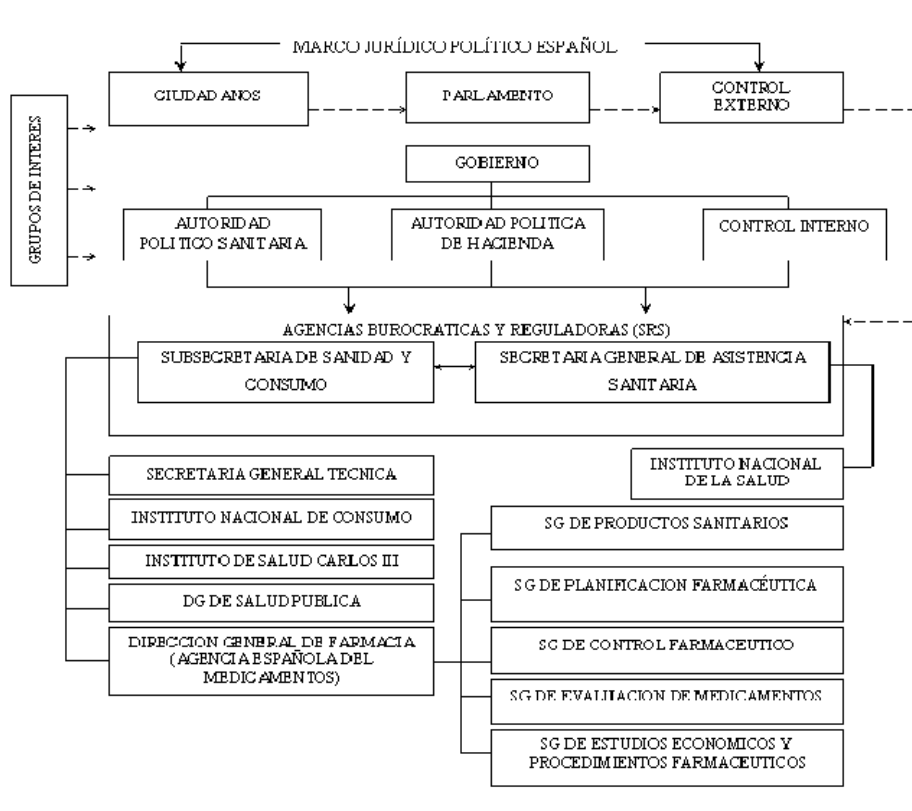 MARCO JURÍDICO POLÍTICO ESPAÑOL
CIUDADANOS
PARLAMENTO
CONTROL
EXTERNO
GRUPOS DE INTERES
GOBIERNO
AUTORIDAD
POLITICO SANITARIA
AUTORIDAD POLITICA
DE HACIENDA
CONTROL INTERNO
AGENCIAS BUROCRATICAS Y REGULADORAS (SRS)
SUBSECRETARIA DE SANIDAD Y
CONSUMO
SECRETARIA GENERAL DE ASISTENCIA
SANITARIA
SECRETARIA GENERAL TECNICA
INSTITUTO NACIONAL
DE LA SALUD
INSTITUTO NACIONAL DE CONSUMO
INSTITUTO DE SALUD CARLOS III
DG DE SALUD PUBLICA
DIRECCION GENERAL DE FARMACIA
(AGENCIA ESPAÑOLA DEL
MEDICAMENTOS)
SG DE PRODUCTOS SANITARIOS
SG DE PLANIFICACION FARMACÉUTICA
SG DE CONTROL FARMACEUTICO
SG DE EVALUACION DE MEDICAMENTOS
SG DE ESTUDIOS ECONOMICOS Y
PROCEDIMIENTOS FARMACEUTICOS